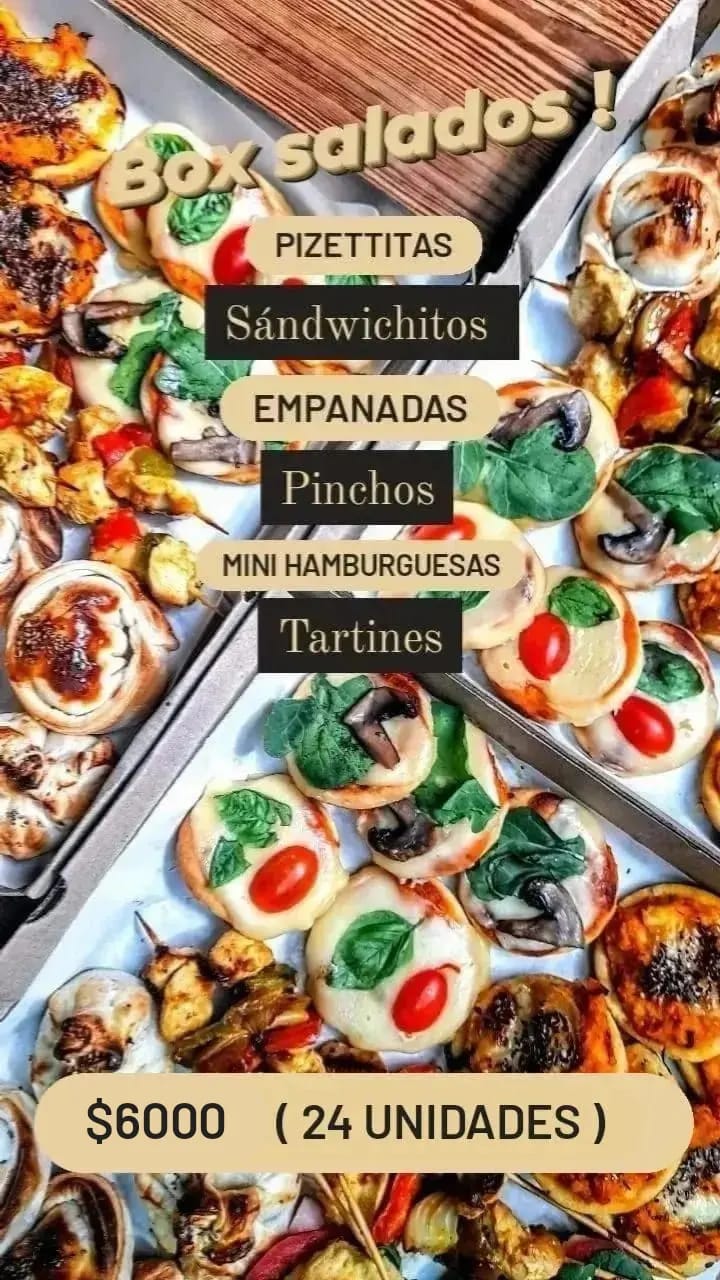 Box salados !
PIZETTITAS
Sándwichitos
EMPANADAS
Pinchos
MINI HAMBURGUESAS
Tartines
$6000 ( 24 UNIDADES )